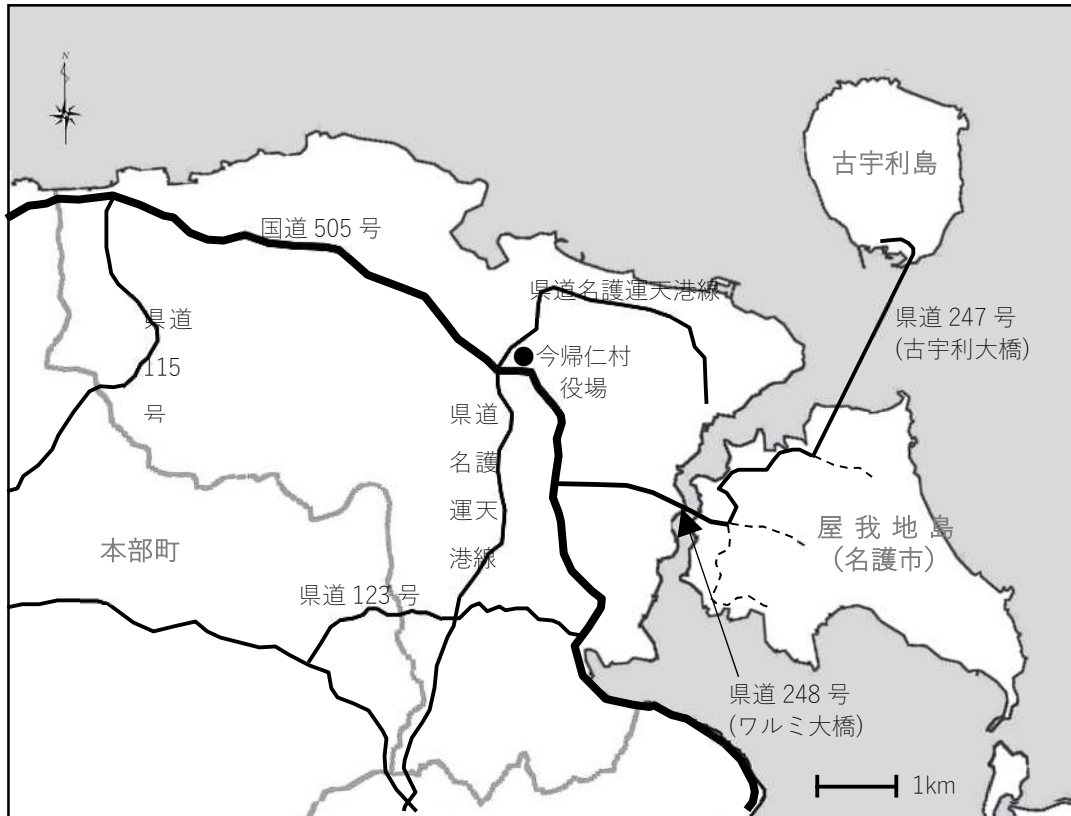 N
古宇利島
国道 505 号
県道名護運天港線
県道 247 号
(古宇利大橋)
県道
115
号
今帰仁村
役場
県道
名護
運天
港線
屋我地島
(名護市)
本部町
県道 123 号
県道 248 号
(ワルミ大橋)
1km